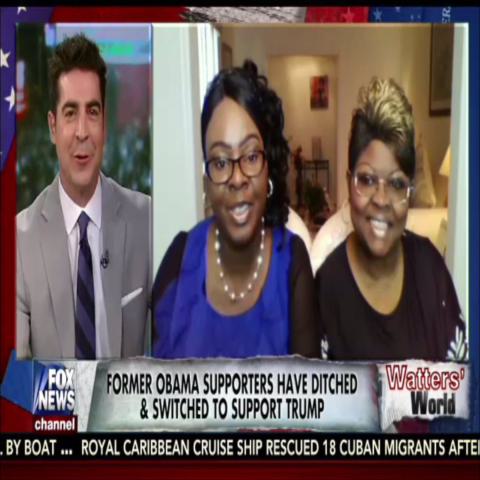 FORMER OBAMA SUPPORTERS HAVE DITCHED
& SWITCHED TO SUPPORT TRUMP
FOX
NEWS
channel
Watters'
World
. BY BOAT ... ROYAL CARIBBEAN CRUISE SHIP RESCUED 18 CUBAN MIGRANTS AFTE